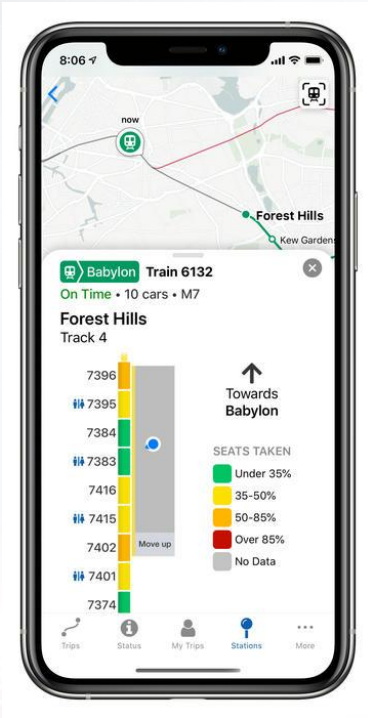 8:06
now
Forest Hills
Kew Gardens
Babylon Train 6132
On Time • 10 cars • M7
Forest Hills
Track 4
7396
7395
7384
7383
7416
7415
7402
7401
7374
Move up
Towards
Babylon
SEATS TAKEN
Under 35%
35-50%
50-85%
Over 85%
No Data
Trips
Status
My Trips
Stations
More